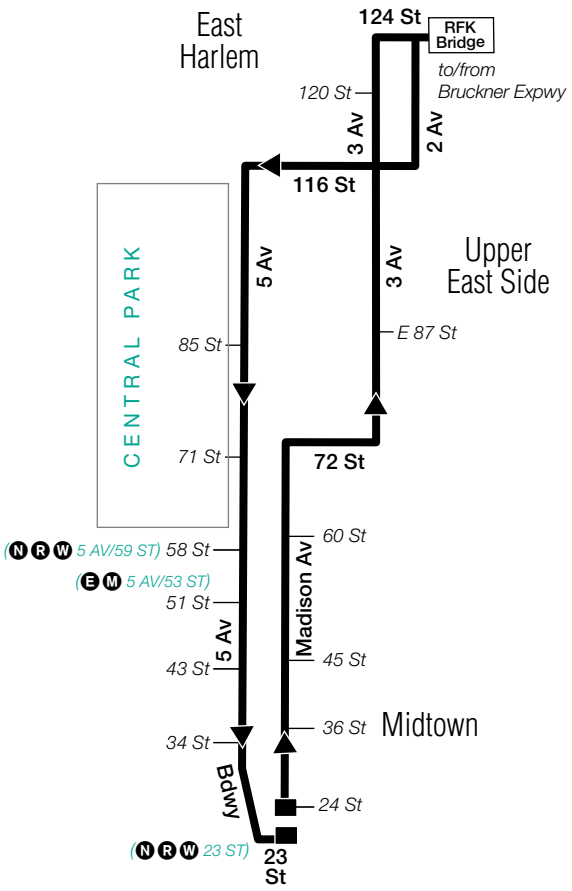 East
Harlem
124 St
RFK
Bridge
to/from
Bruckner Expwy
120 St
3 Av
2 Av
116 St
CENTRAL PARK
5 Av
3 Av
Upper
East Side
85 St
E 87 St
71 St
72 St
(N R W 5 AV/59 ST) 58 St
60 St
(E M 5 AV/53 ST)
51 St
5 Av
Madison Av
43 St
45 St
34 St
36 St
Midtown
Bdwy
24 St
(N R W 23 ST)
23
St